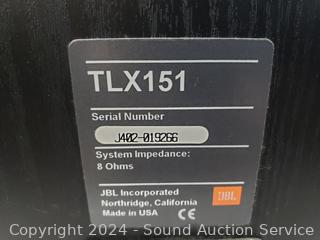 TLX151
Serial Number
J402-019266
System Impedance:
8 Ohms
JBL Incorporated
Northridge, California
Made in USA CE
JBL
Copyright 2024 - Sound Auction Service